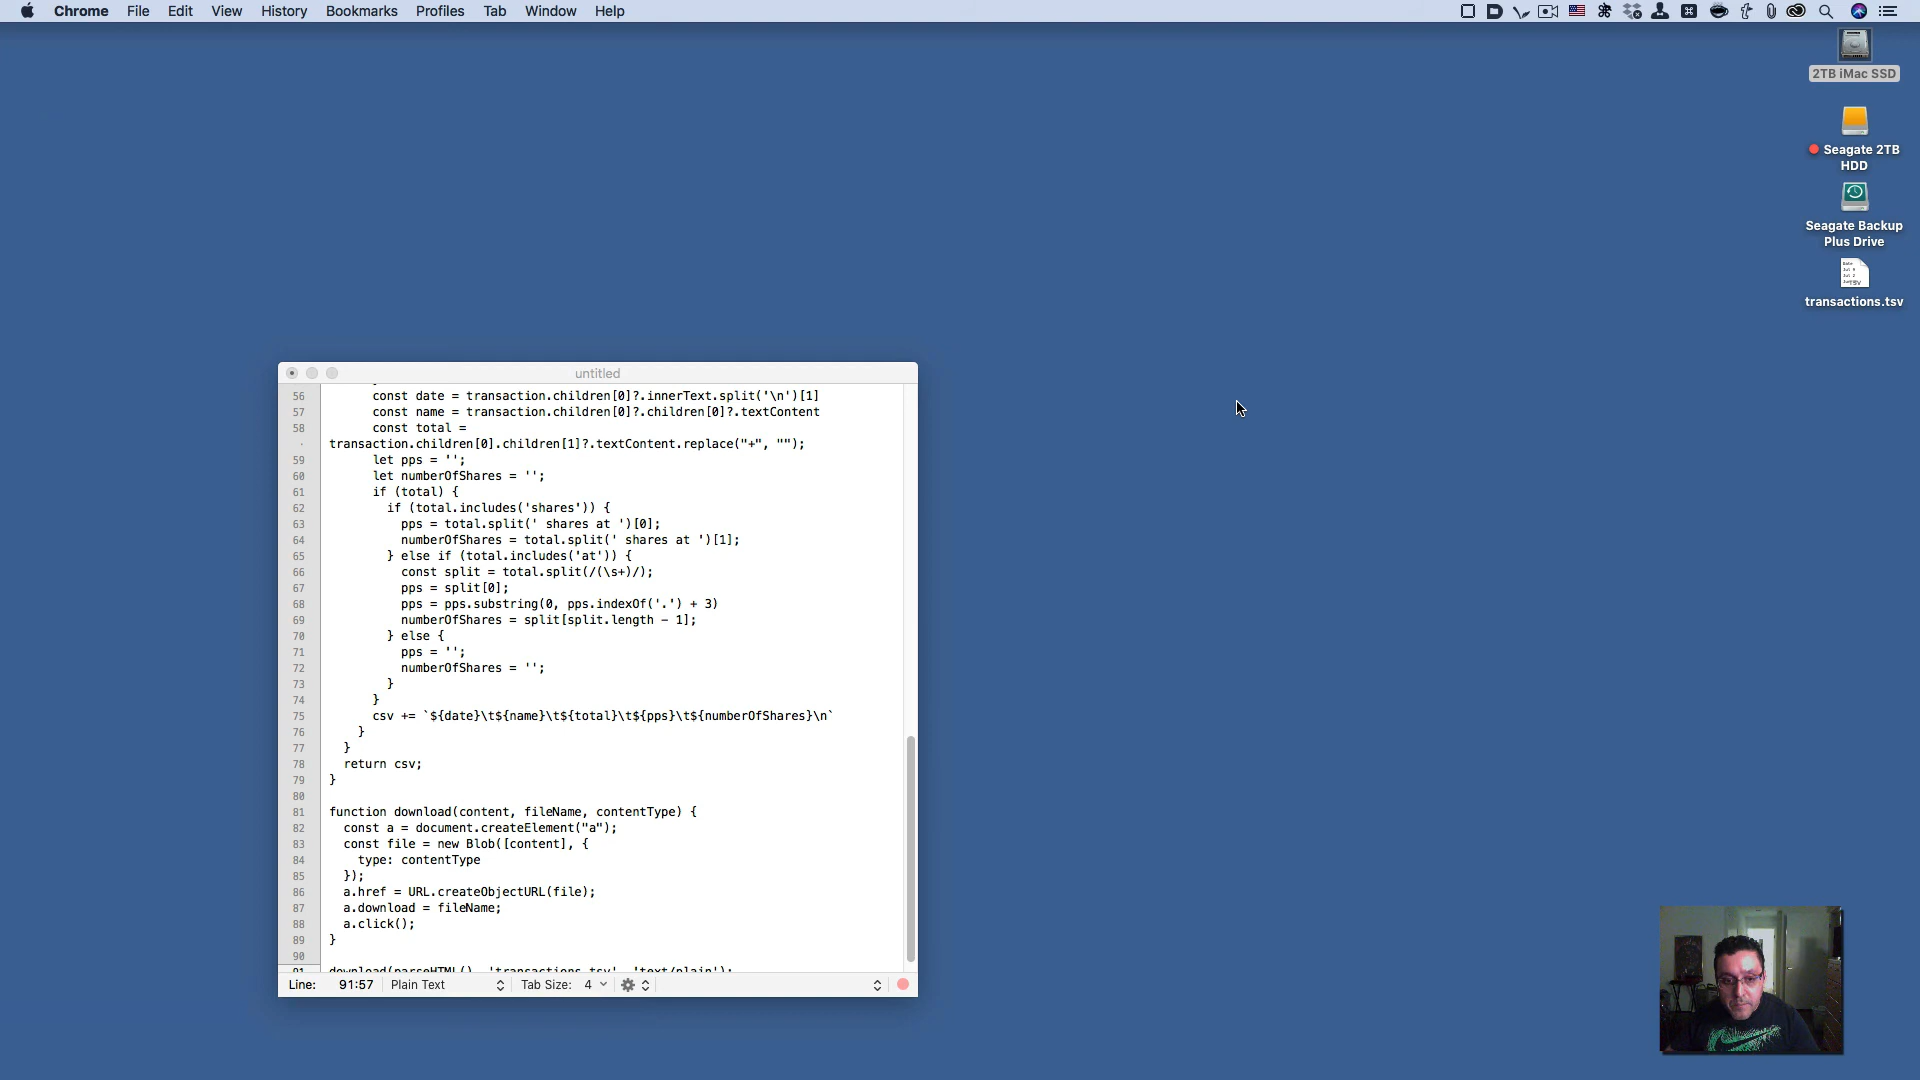 Chrome File Edit View History Bookmarks Profiles Tab Window Help
2TB iMac SSD
Seagate 2TB
HDD
Seagate Backup
Plus Drive
transactions.tsv
untitled
56 const date = transaction.children[0]?.innerText.split('\n')[1]
57 const name = transaction.children[0]?.children[0]?.textContent
58 const total =
transaction.children[0].children[1]?.textContent.replace("+", "");
59 let pps = '';
60 let numberOfShares = '';
61 if (total) {
62 if (total.includes('shares')) {
63 pps = total.split(' shares at ')[0];
64 numberOfShares = total.split(' shares at ')[1];
65 } else if (total.includes('at')) {
66 const split = total.split(/(\s+)/);
67 pps = split[0];
68 pps = pps.substring(0, pps.indexOf('.') + 3)
69 numberOfShares = split[split.length - 1];
70 } else {
71 pps = '';
72 numberOfShares = '';
73 }
74 }
75 csv += `${date}\t${name}\t${total}\t${pps}\t${numberOfShares}\n`
76 }
77 }
78 return csv;
79 }
80
81 function download(content, fileName, contentType) {
82 const a = document.createElement("a");
83 const file = new Blob([content], {
84 type: contentType
85 });
86 a.href = URL.createObjectURL(file);
87 a.download = fileName;
88 a.click();
89 }
90
91 download(parseHTML(), 'transactions.tsv', 'text/plain');
Line: 91:57 Plain Text Tab Size: 4